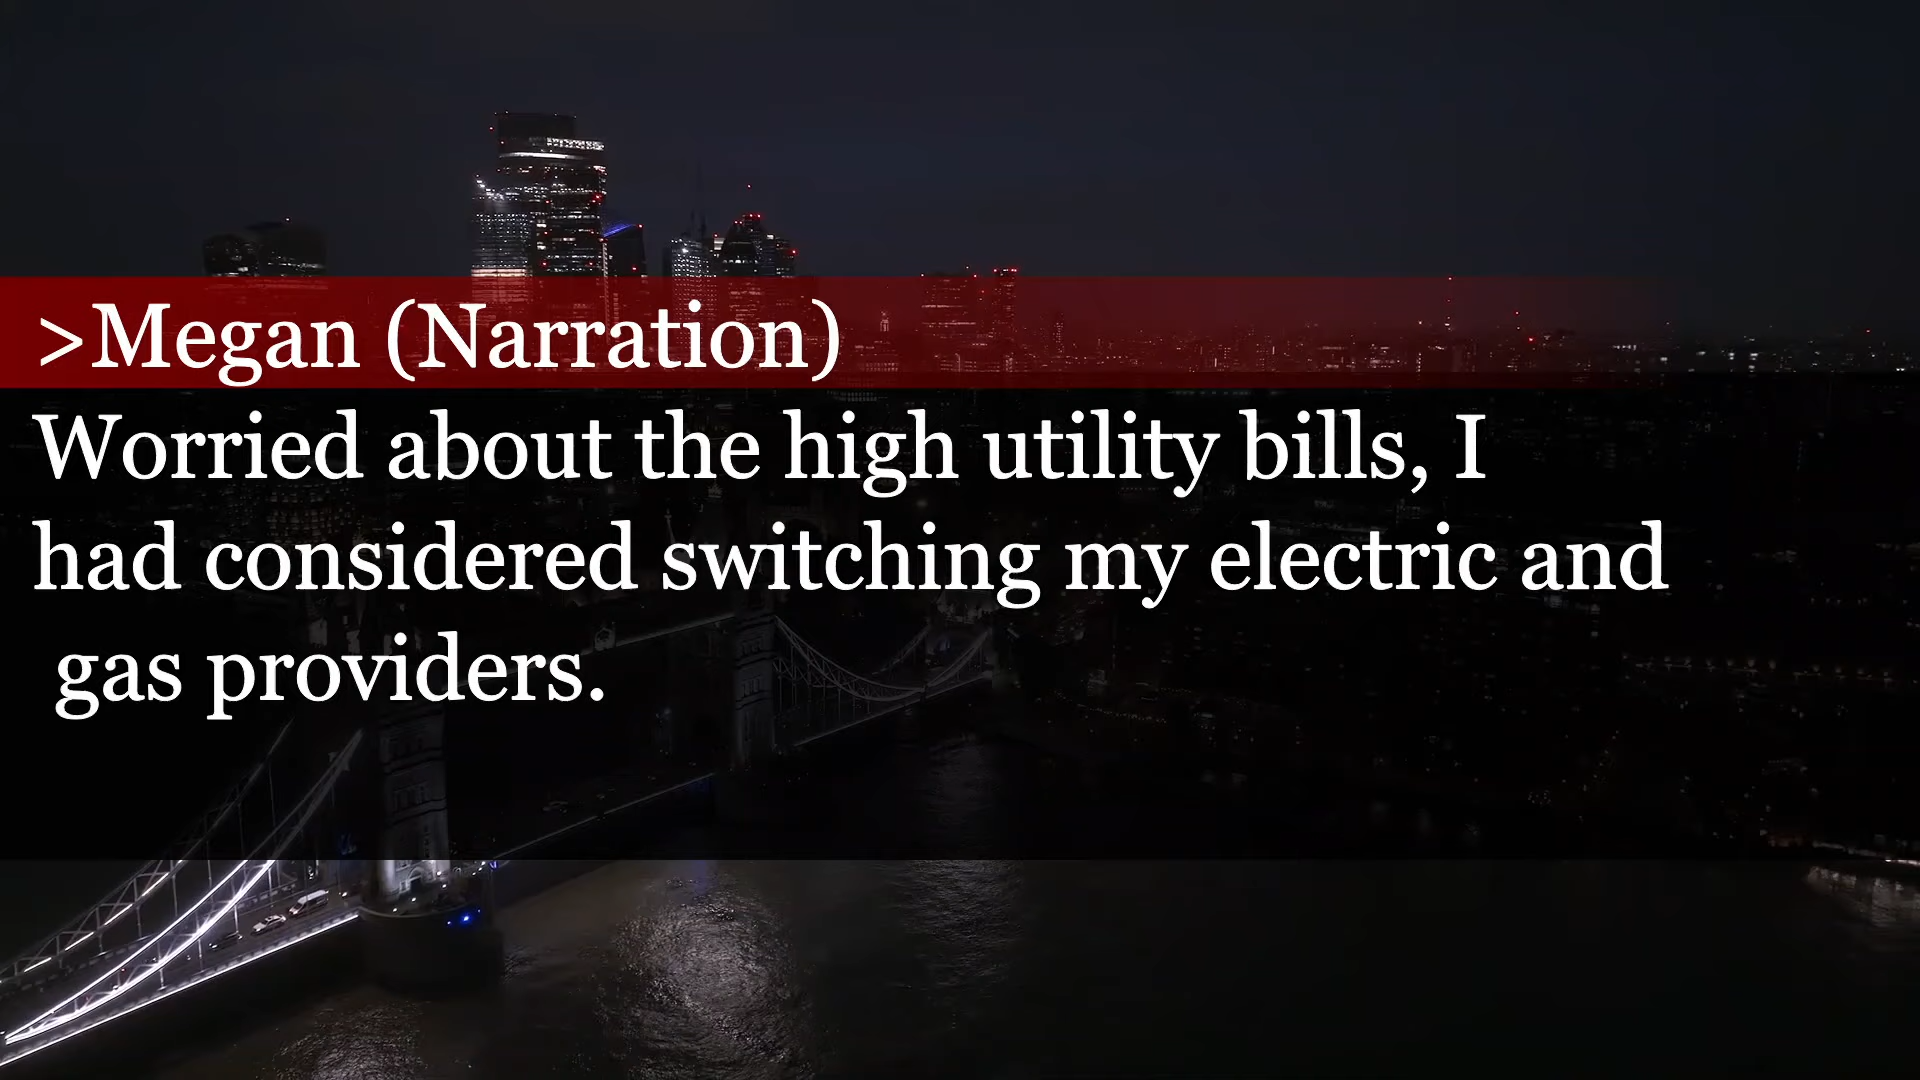 >Megan (Narration)
Worried about the high utility bills, I
had considered switching my electric and
gas providers.